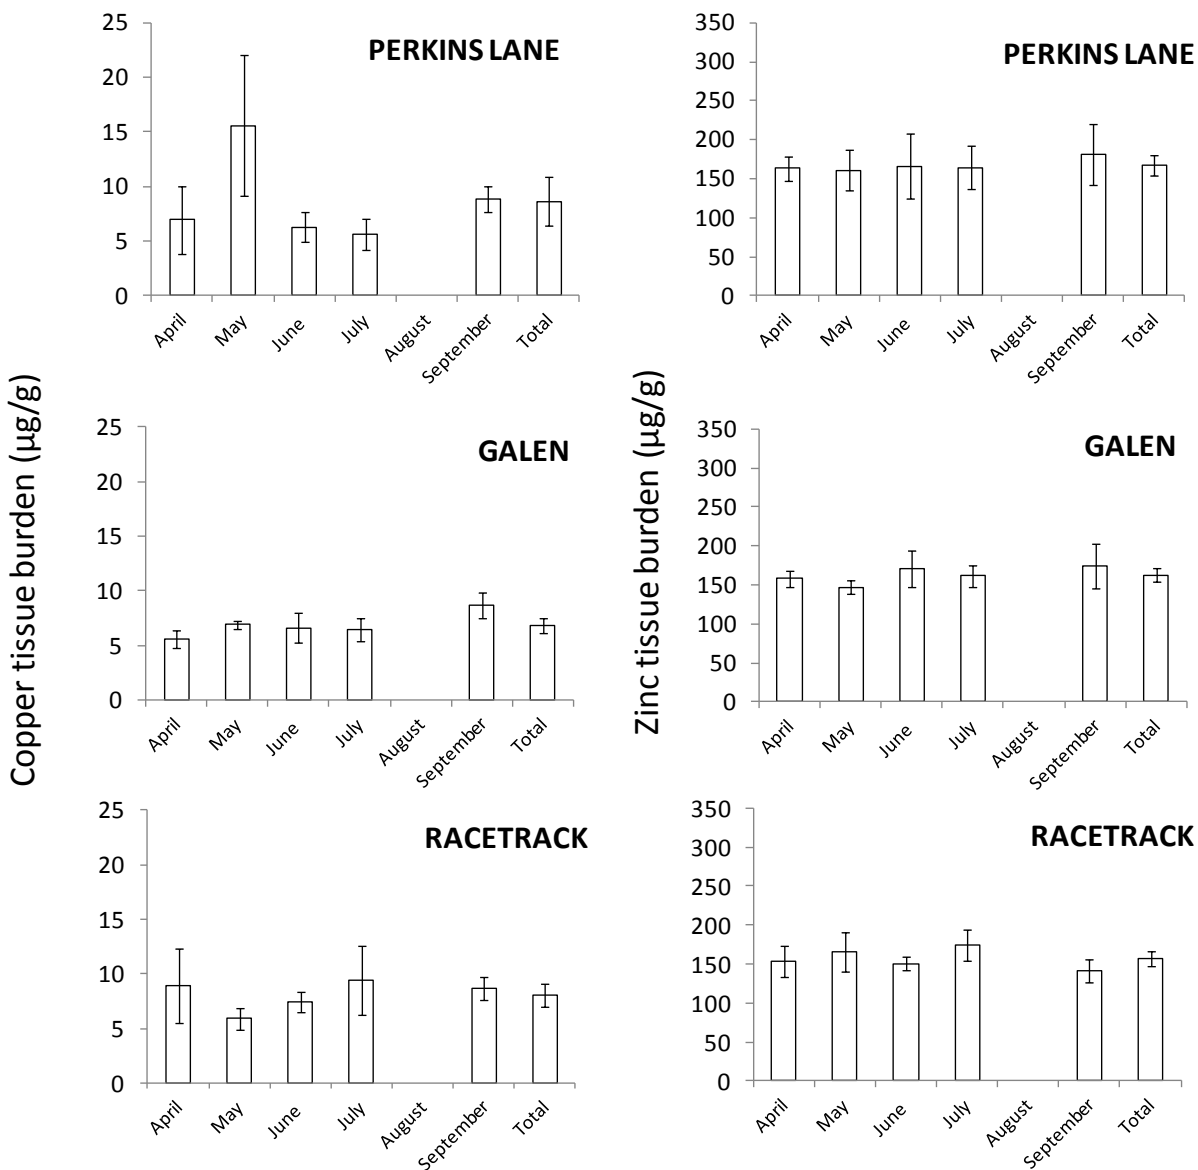 Copper tissue burden (µg/g)
Zinc tissue burden (µg/g)
PERKINS LANE
25
20
15
10
5
0
April
May
June
July
August
September
Total
PERKINS LANE
350
300
250
200
150
100
50
0
April
May
June
July
August
September
Total
GALEN
25
20
15
10
5
0
April
May
June
July
August
September
Total
GALEN
350
300
250
200
150
100
50
0
April
May
June
July
August
September
Total
RACETRACK
25
20
15
10
5
0
April
May
June
July
August
September
Total
RACETRACK
350
300
250
200
150
100
50
0
April
May
June
July
August
September
Total